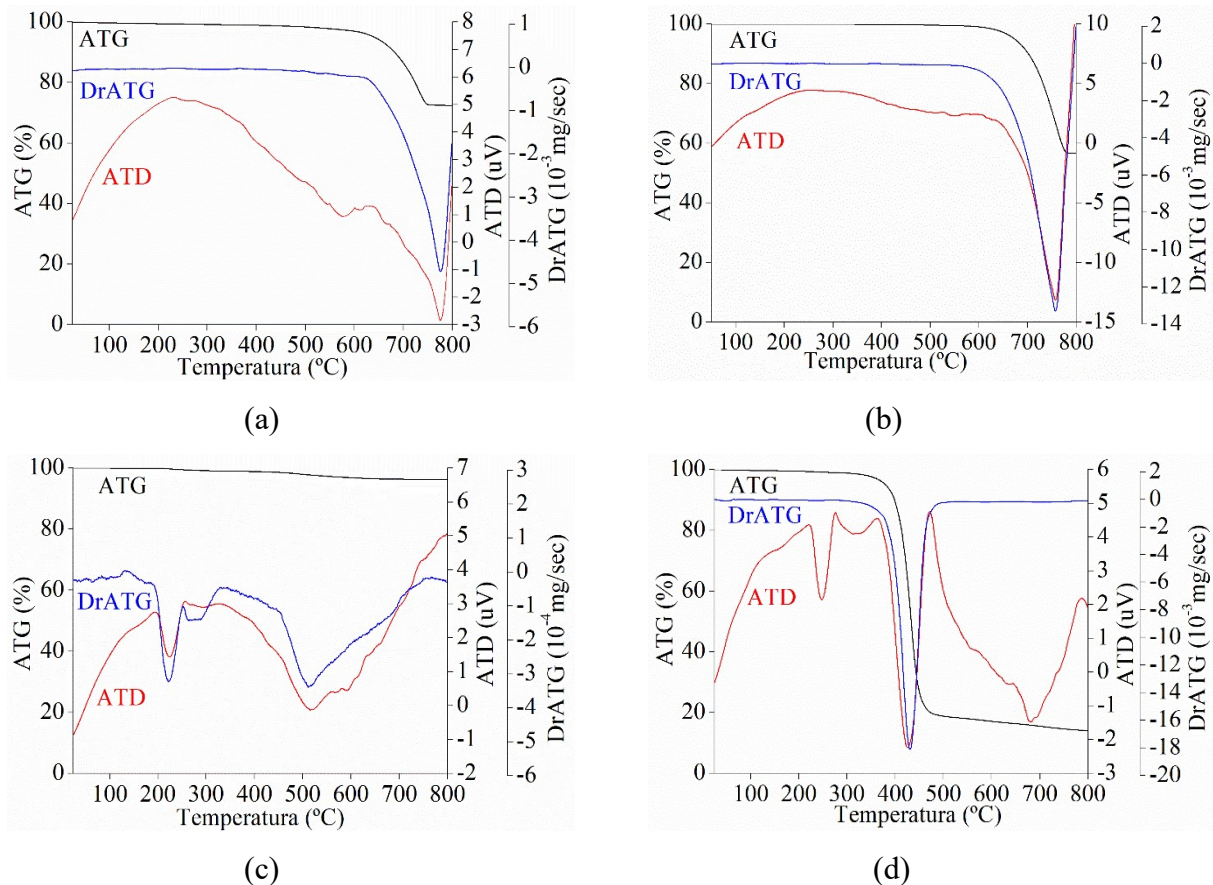 100
80
60
40
20
0
ATG (%)
ATG
DrATG
ATD
100 200 300 400 500 600 700 800
Temperatura (ºC)
8
7
6
5
4
3
2
1
0
-1
-2
-3
ATD (uV)
1
0
-1
-2
-3
-4
-5
-6
DrATG (10⁻³ mg/sec)
(a)
100
80
60
40
20
0
ATG (%)
ATG
DrATG
ATD
100 200 300 400 500 600 700 800
Temperatura (ºC)
10
5
0
-5
-10
-15
ATD (uV)
2
0
-2
-4
-6
-8
-10
-12
-14
DrATG (10⁻³ mg/sec)
(b)
100
80
60
40
20
0
ATG (%)
ATG
DrATG
ATD
100 200 300 400 500 600 700 800
Temperatura (ºC)
7
6
5
4
3
2
1
0
-1
-2
ATD (uV)
3
2
1
0
-1
-2
-3
-4
-5
-6
DrATG (10⁻⁴ mg/sec)
(c)
100
80
60
40
20
0
ATG (%)
ATG
DrATG
ATD
100 200 300 400 500 600 700 800
Temperatura (ºC)
6
5
4
3
2
1
0
-1
-2
-3
ATD (uV)
2
0
-2
-4
-6
-8
-10
-12
-14
-16
-18
-20
DrATG (10⁻³ mg/sec)
(d)